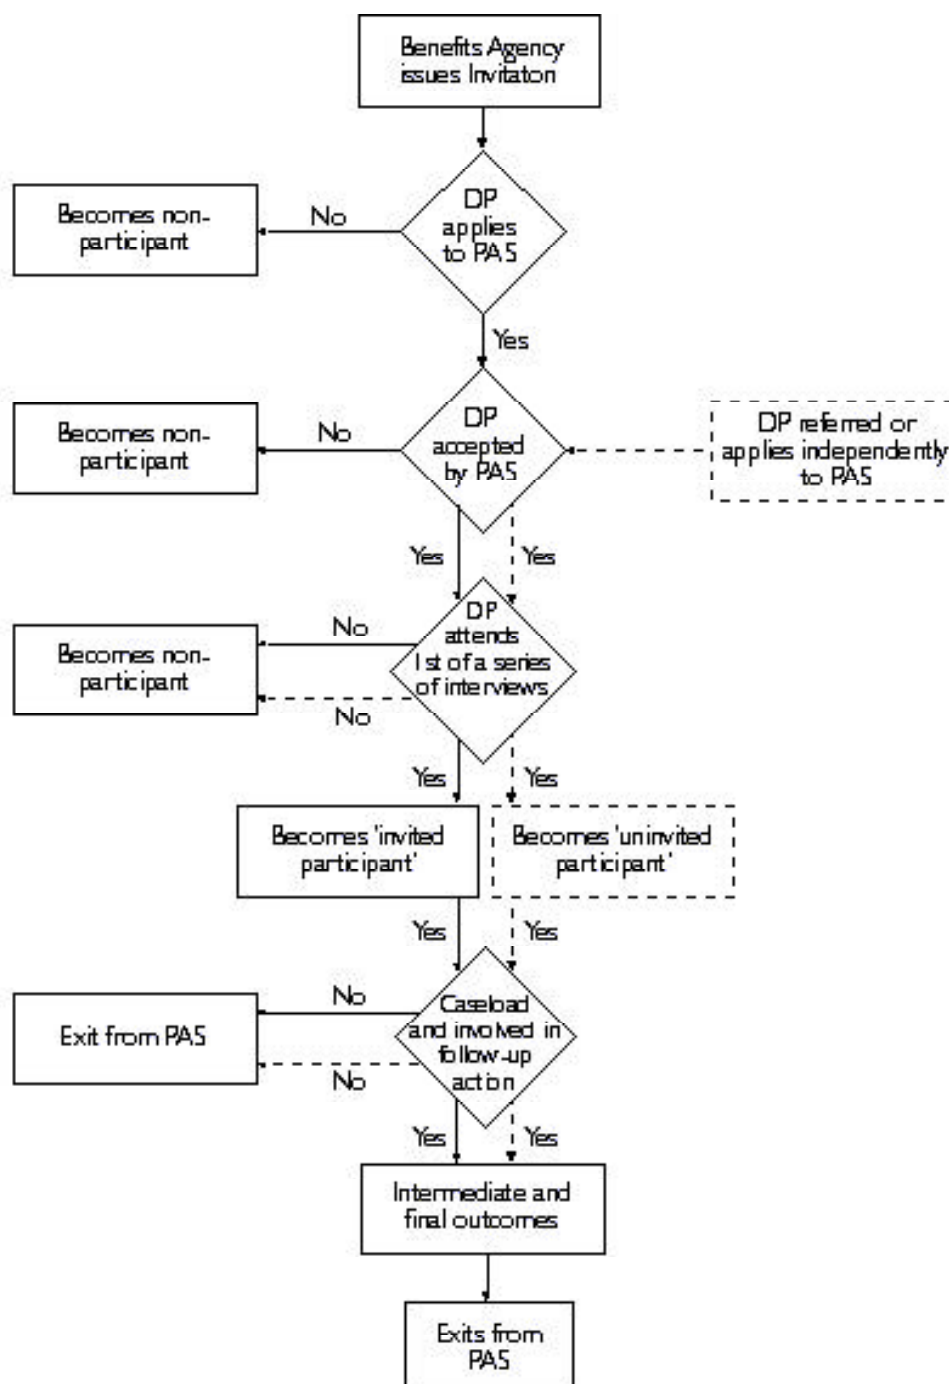 Benefits Agency
issues Invitaton
DP
applies
to PAS
No
Becomes non-
participant
Yes
DP
accepted
by PAS
No
Becomes non-
participant
DP referred or
applies independently
to PAS
Yes
Yes
DP
attends
1st of a series
of interviews
No
Becomes non-
participant
No
Yes
Yes
Becomes 'invited
participant'
Becomes 'uninvited
participant'
Yes
Yes
Caseload
and involved in
follow-up
action
No
Exit from PAS
No
Yes
Yes
Intermediate and
final outcomes
Exits from
PAS